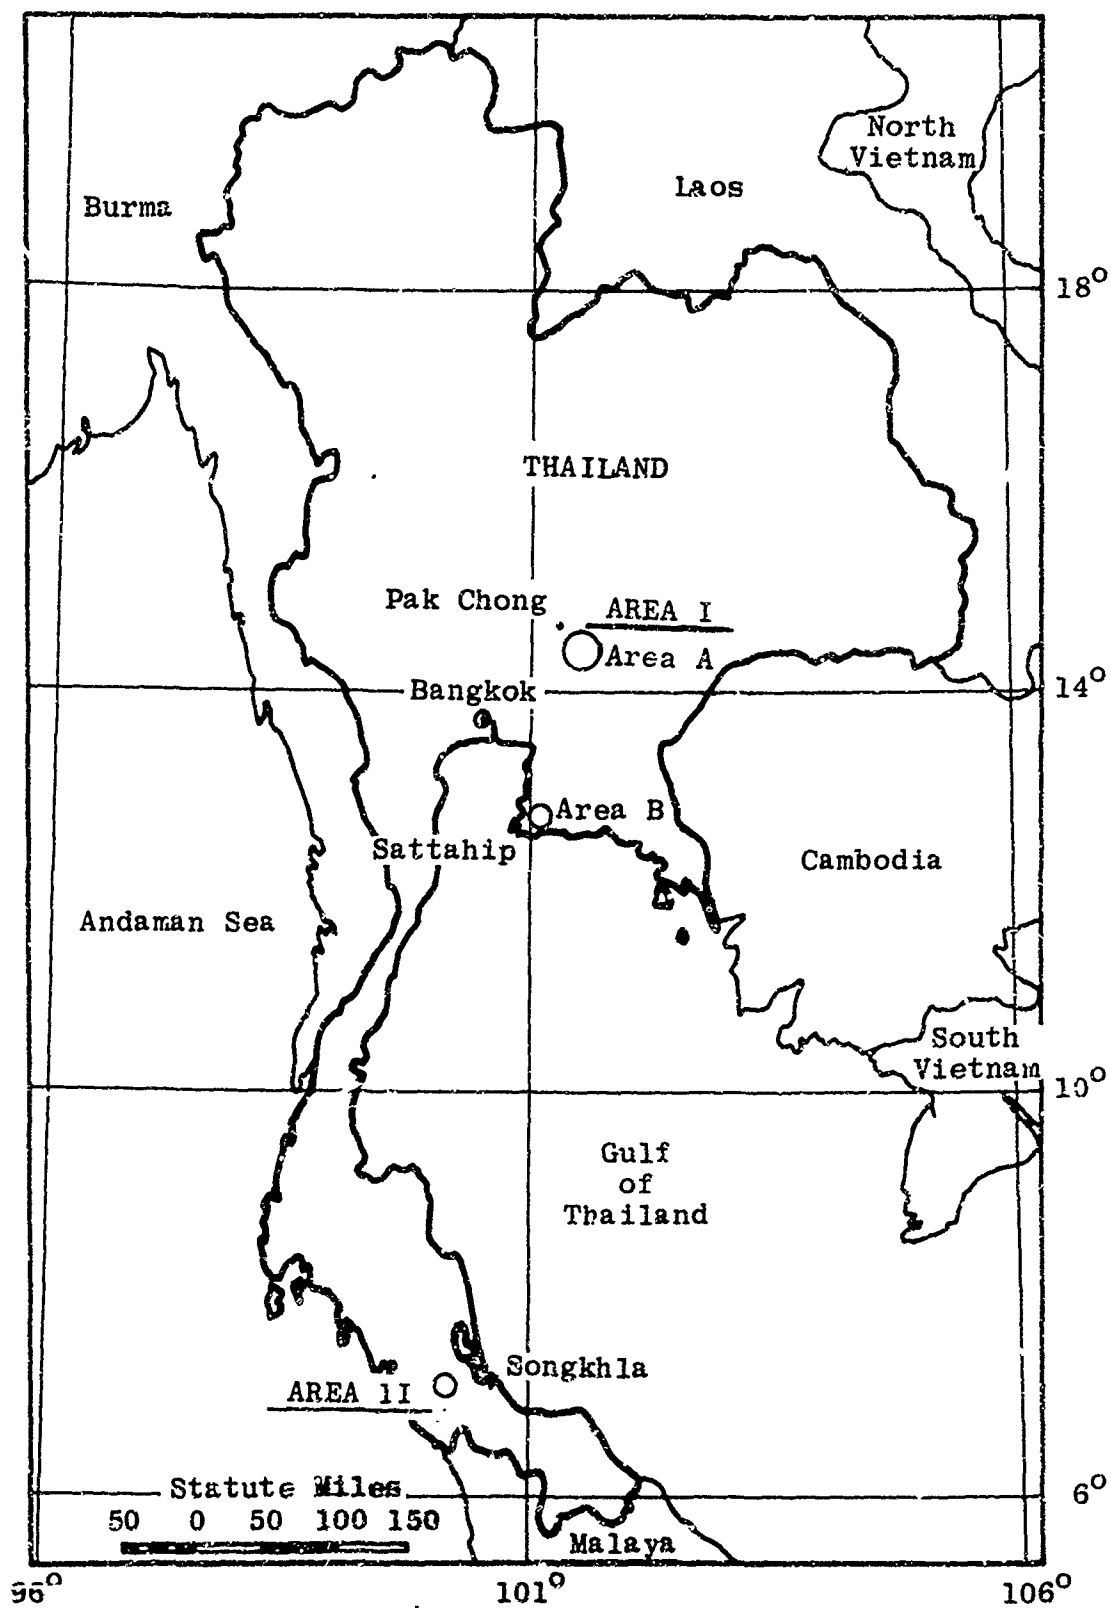 North
Vietnam
Laos
Burma
18°
THAILAND
Pak Chong
AREA I
Area A
14°
Bangkok
Area B
Sattahip
Cambodia
Andaman Sea
South
Vietnam
10°
Gulf
of
Thailand
Songkhla
AREA II
Statute Miles
6°
50 0 50 100 150
Malaya
96° 101° 106°